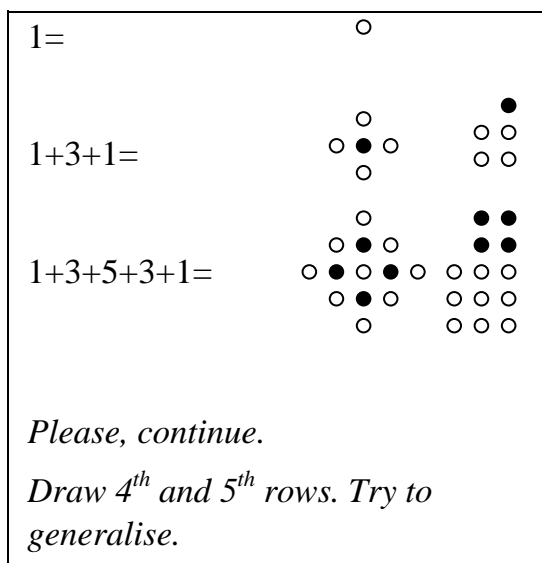 1=
1+3+1=
1+3+5+3+1=
Please, continue.
Draw 4th and 5th rows. Try to
generalise.